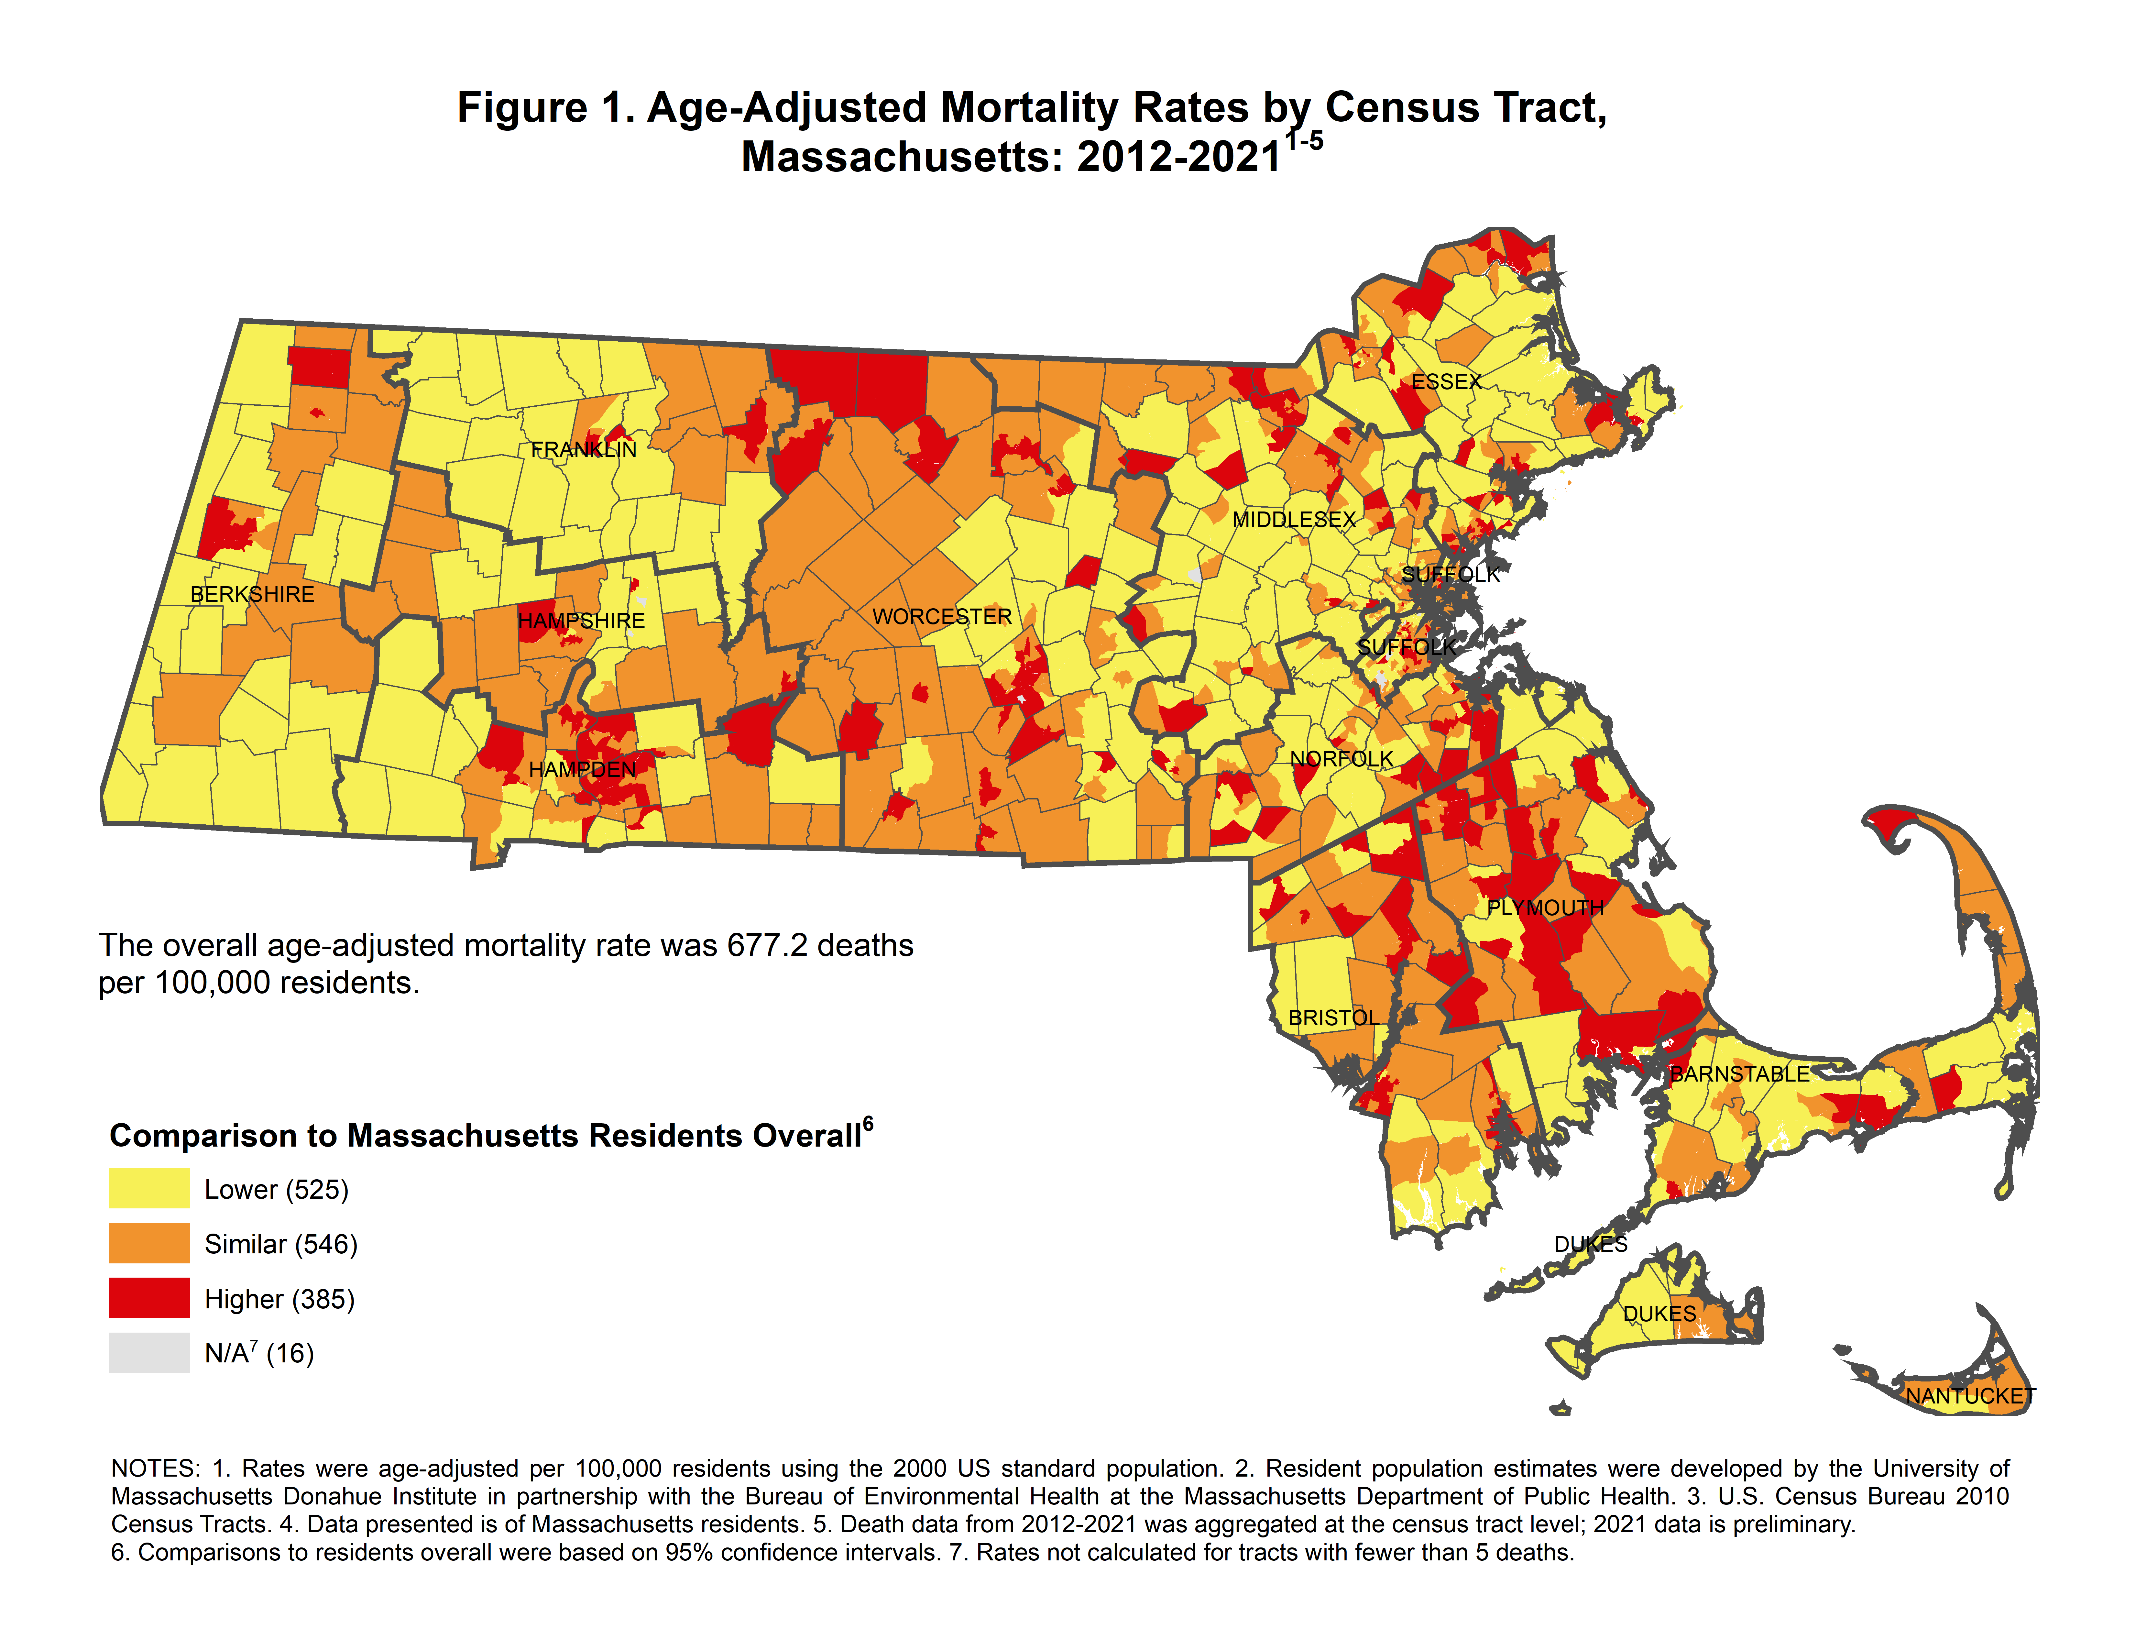 Figure 1. Age-Adjusted Mortality Rates by Census Tract,
Massachusetts: 2012-2021¹⁻⁵
ESSEX
FRANKLIN
MIDDLESEX
SUFFOLK
BERKSHIRE
HAMPSHIRE
WORCESTER
SUFFOLK
NORFOLK
HAMPDEN
PLYMOUTH
The overall age-adjusted mortality rate was 677.2 deaths
per 100,000 residents.
BRISTOL
BARNSTABLE
Comparison to Massachusetts Residents Overall⁶
Lower (525)
Similar (546)
Higher (385)
N/A⁷ (16)
DUKES
DUKES
NANTUCKET
NOTES: 1. Rates were age-adjusted per 100,000 residents using the 2000 US standard population. 2. Resident population estimates were developed by the University of
Massachusetts Donahue Institute in partnership with the Bureau of Environmental Health at the Massachusetts Department of Public Health. 3. U.S. Census Bureau 2010
Census Tracts. 4. Data presented is of Massachusetts residents. 5. Death data from 2012-2021 was aggregated at the census tract level; 2021 data is preliminary.
6. Comparisons to residents overall were based on 95% confidence intervals. 7. Rates not calculated for tracts with fewer than 5 deaths.